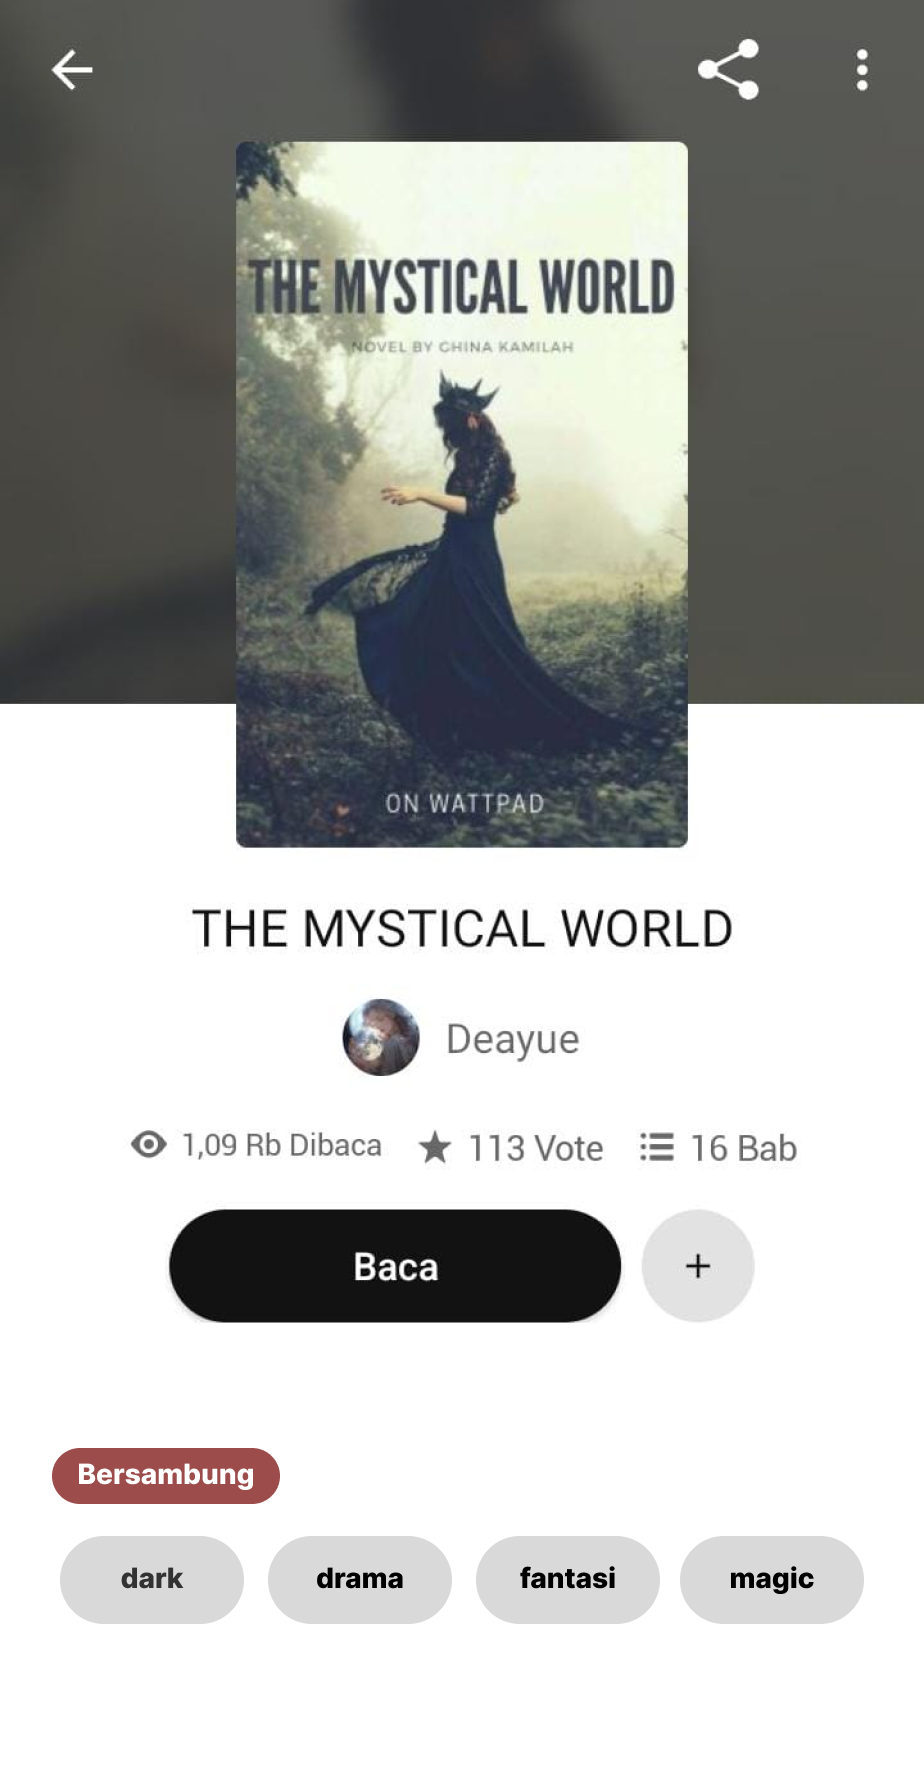 THE MYSTICAL WORLD
NOVEL BY GHINA KAMILAH
ON WATTPAD
THE MYSTICAL WORLD
Deayue
1,09 Rb Dibaca 113 Vote 16 Bab
Baca +
Bersambung
dark drama fantasi magic